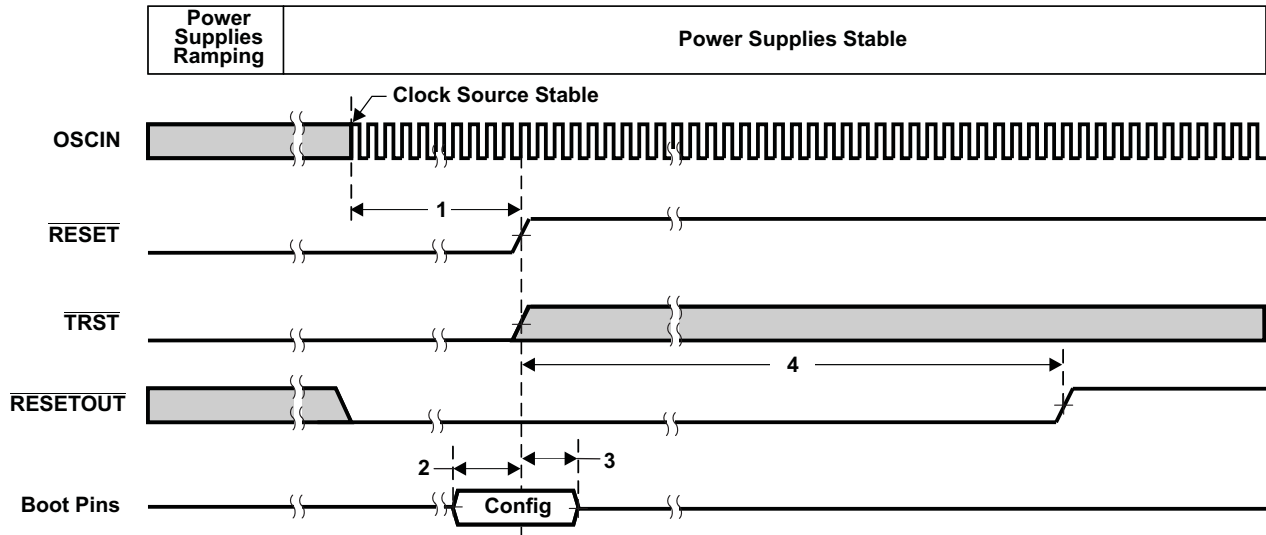 Power
Supplies
Ramping
Power Supplies Stable
Clock Source Stable
OSCIN
1
RESET
TRST
4
RESETOUT
2
3
Boot Pins
Config